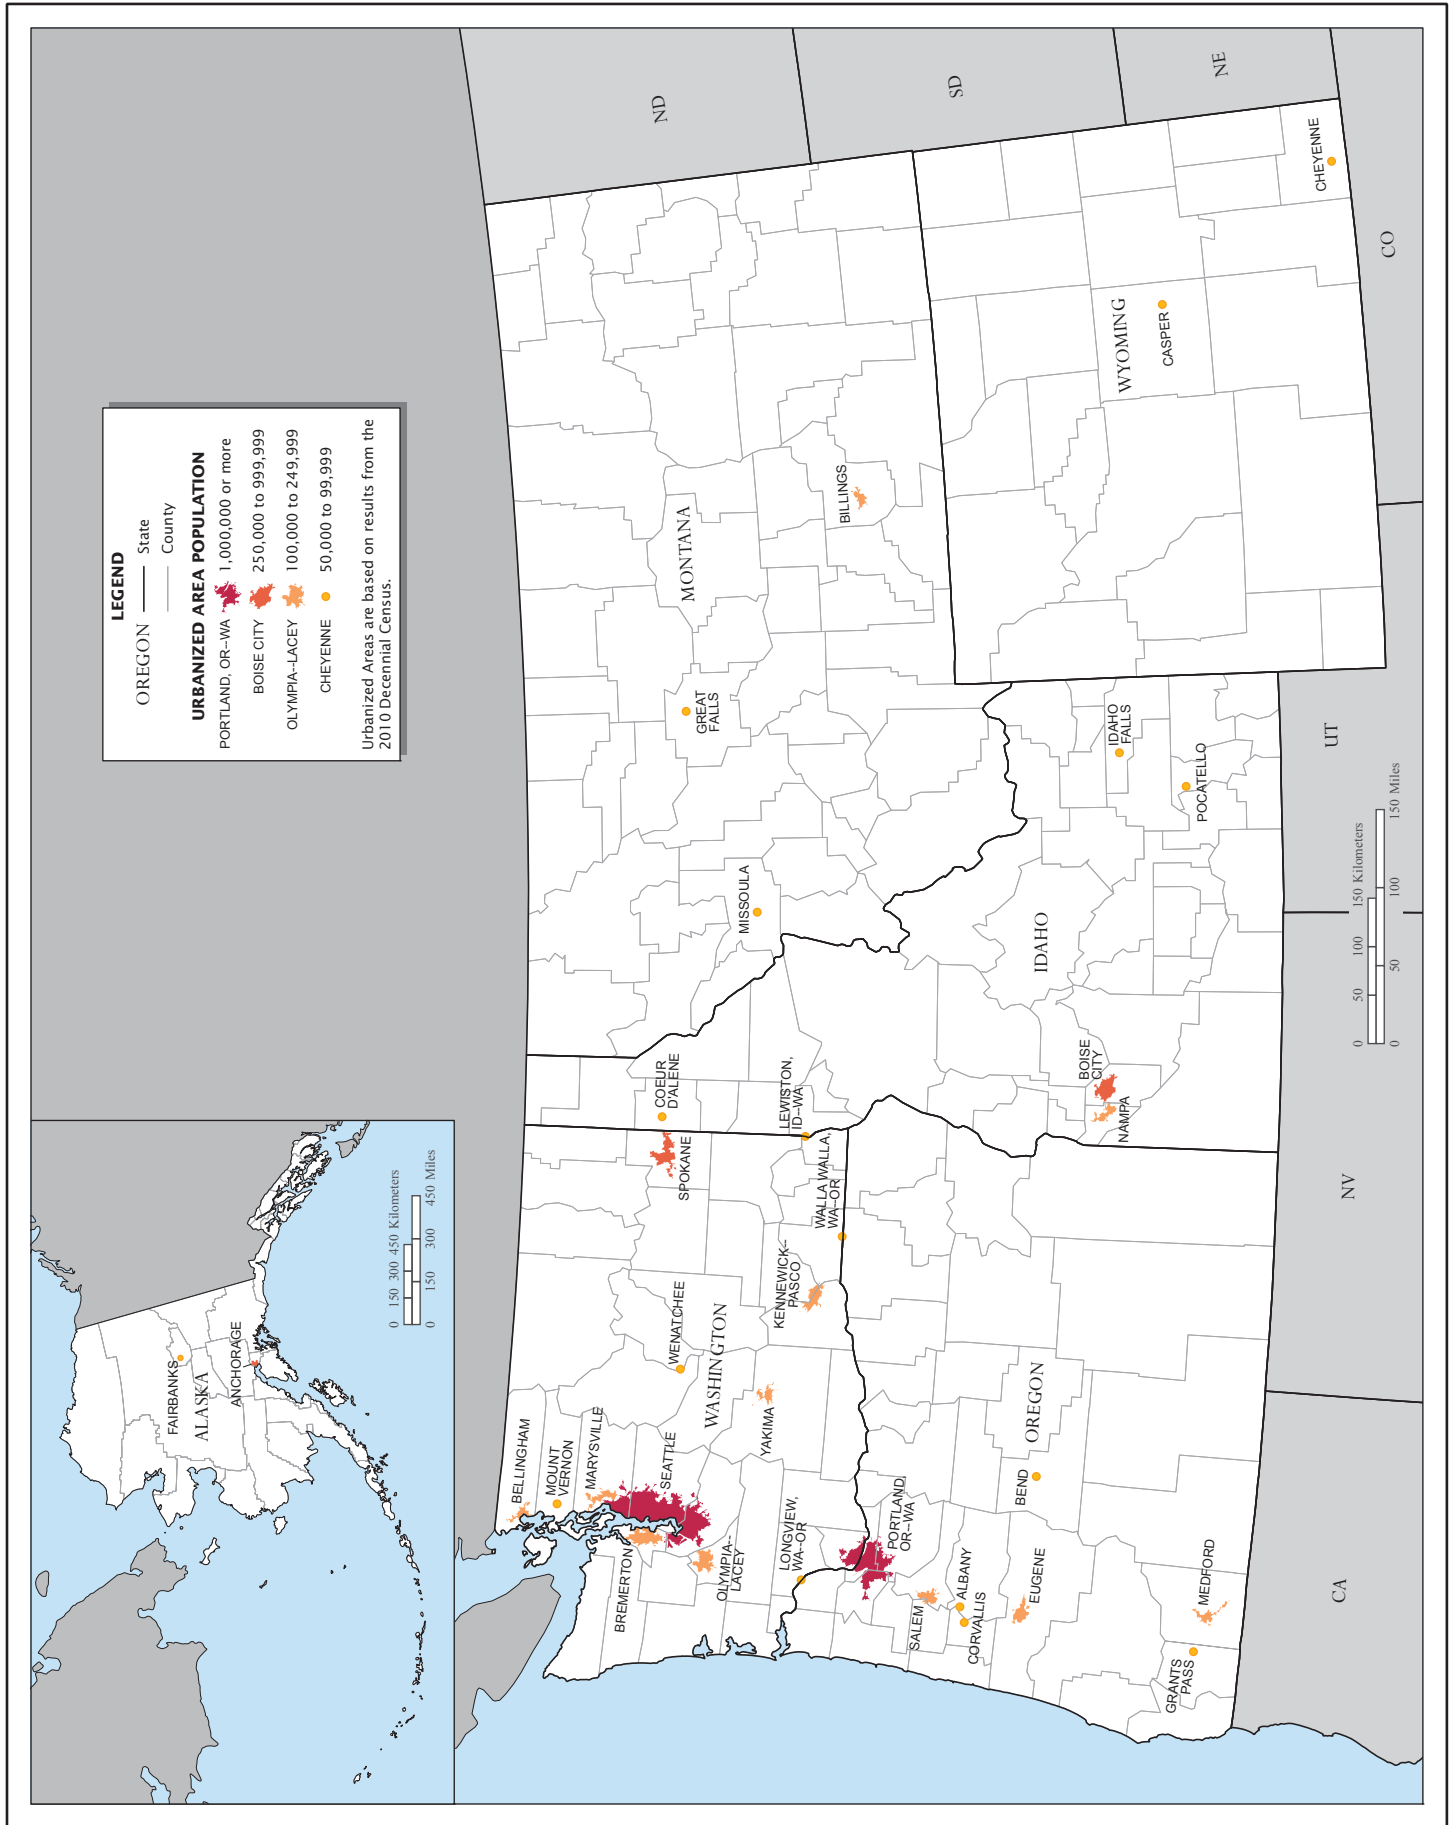 LEGEND
OREGON
State
County
URBANIZED AREA POPULATION
PORTLAND, OR--WA 1,000,000 or more
BOISE CITY 250,000 to 999,999
OLYMPIA--LACEY 100,000 to 249,999
CHEYENNE 50,000 to 99,999
Urbanized Areas are based on results from the
2010 Decennial Census.
FAIRBANKS
ALASKA
ANCHORAGE
0 150 300 450 Kilometers
0 150 300 450 Miles
BELLINGHAM
MOUNT
VERNON
MARYSVILLE
SEATTLE
BREMERTON
OLYMPIA--
LACEY
WENATCHEE
WASHINGTON
YAKIMA
KENNEWICK--
PASCO
WALLA WALLA,
WA--OR
SPOKANE
LONGVIEW,
WA--OR
COEUR
D'ALENE
LEWISTON,
ID--WA
MISSOULA
GREAT
FALLS
MONTANA
BILLINGS
ND
SD
NE
PORTLAND,
OR--WA
SALEM
ALBANY
CORVALLIS
EUGENE
BEND
OREGON
MEDFORD
GRANTS
PASS
BOISE
CITY
NAMPA
IDAHO
IDAHO
FALLS
POCATELLO
WYOMING
CASPER
CHEYENNE
CA
NV
UT
CO
0 50 100 150 Kilometers
0 50 100 150 Miles